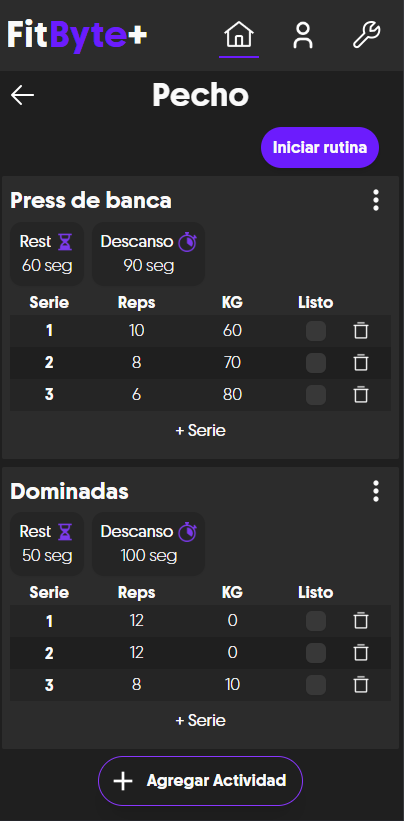 FitByte+
Pecho
Iniciar rutina
Press de banca
Rest Descanso
60 seg 90 seg
Serie Reps KG Listo
1 10 60
2 8 70
3 6 80
+ Serie
Dominadas
Rest Descanso
50 seg 100 seg
Serie Reps KG Listo
1 12 0
2 12 0
3 8 10
+ Serie
+ Agregar Actividad